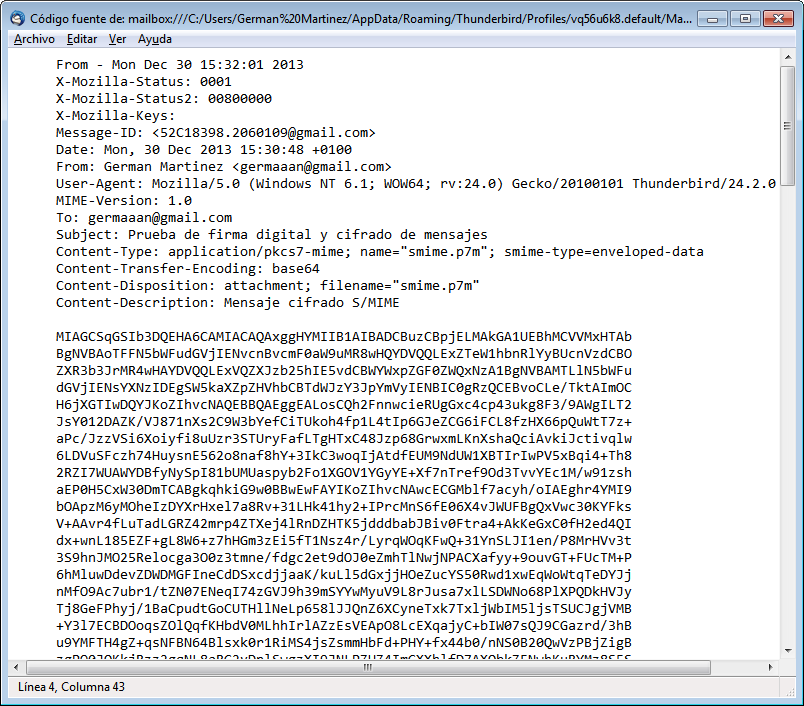 Código fuente de: mailbox:///C:/Users/German%20Martinez/AppData/Roaming/Thunderbird/Profiles/vq56u6k8.default/Ma...
Archivo Editar Ver Ayuda
From - Mon Dec 30 15:32:01 2013
X-Mozilla-Status: 0001
X-Mozilla-Status2: 00800000
X-Mozilla-Keys:
Message-ID: <52C18398.2060109@gmail.com>
Date: Mon, 30 Dec 2013 15:30:48 +0100
From: German Martinez <germaaan@gmail.com>
User-Agent: Mozilla/5.0 (Windows NT 6.1; WOW64; rv:24.0) Gecko/20100101 Thunderbird/24.2.0
MIME-Version: 1.0
To: germaaan@gmail.com
Subject: Prueba de firma digital y cifrado de mensajes
Content-Type: application/pkcs7-mime; name="smime.p7m"; smime-type=enveloped-data
Content-Transfer-Encoding: base64
Content-Disposition: attachment; filename="smime.p7m"
Content-Description: Mensaje cifrado S/MIME
MIAGCSqGSIb3DQEHA6CAMIACAQAxggHYMIIB1AIBADCBuzCBpjELMAkGA1UEBhMCVVMxHTAb
BgNVBAoTFFN5bWFudGVjIENvcnBvcmF0aW9uMR8wHQYDVQQLExZTeW1hbnRlYyBUcnVzdCBO
ZXR3b3JrMR4wHAYDVQQLExVQZXJzb25hIE5vdCBWYWxpZGF0ZWQxNzA1BgNVBAMTLlN5bWFu
dGVjIENsYXNzIDEgSW5kaXZpZHVhbCBTdWJzY3JpYmVyIENBIC0gRzQCEBvoCLe/TktAImOC
H6jXGTIwDQYJKoZIhvcNAQEBBQAEggEALosCQh2FnnwcieRUgGxc4cp43ukg8F3/9AWgILT2
JsY012DAZK/VJ871nXs2C9W3bYefCiTUkoh4fp1L4tIp6GJeZCG6iFCL8fzHX66pQuWtT7z+
aPc/JzzVSi6Xoiyfi8uUzr3STUryFafLTgHTxC48Jzp68GrwxmLKnXshaQciAvkiJctivqlw
6LDVuSFczh74HuysnE562o8naf8hY+3IkC3woqIjAtdfEUM9NdUW1XBTIrIwPV5xBqi4+Th8
2RZI7WUAWYDBfyNySpI81bUMUaspyb2Fo1XGOV1YGyYE+Xf7nTref9Od3TvvYEc1M/w91zsh
aEP0H5CxW30DmTCABgkqhkiG9w0BBwEwFAYIKoZIhvcNAwcECGMblf7acyh/oIAEghr4YMI9
bOApzM6yMOheIzDYXrHxel7a8Rv+31LHk41hy2+IPrcMnS6fE06X4vJWUFBgQxVwc30KYFks
V+AAvr4fLuTadLGRZ42mrp4ZTXej4lRnDZHTK5jdddbabJBiv0Ftra4+AkKeGxC0fH2ed4QI
dx+wnL185EZF+gL8W6+z7hHGm3zEi5fT1Nsz4r/LyrqWOqKFwQ+31YnSLJI1en/P8MrHVv3t
3S9hnJMO25Relocga3O0z3tmne/fdgc2et9dOJ0eZmhTlNwjNPACXafyy+9ouvGT+FUcTM+P
6hMluwDdevZDWDMGFIneCdDSxcdjjaaK/kuLl5dGxjjHOeZucYS50Rwd1xwEqWoWtqTeDYJj
nMfO9Ac7ubr1/tZN07ENeqI74zGVJ9h39mSYYwMyuV9L8rJusa7xlLSDWNo68PlXPQDkHVJy
Tj8GeFPhyj/1BaCpudtGoCUTHllNeLp658lJJQnZ6XCyneTxk7TxljWbIM5ljsTSUCJgjVMB
+Y3l7ECBDOoqsZOlQqfKHbdV0MLhhIrlAZzEsVEApO8LcEXqajyC+bIW07sQJ9CGazrd/3hB
u9YMFTH4gZ+qsNFBN64Blsxk0r1RiMS4jsZsmmHbFd+PHY+fx44b0/nNS0B20QwVzPBjZigB
Línea 4, Columna 43